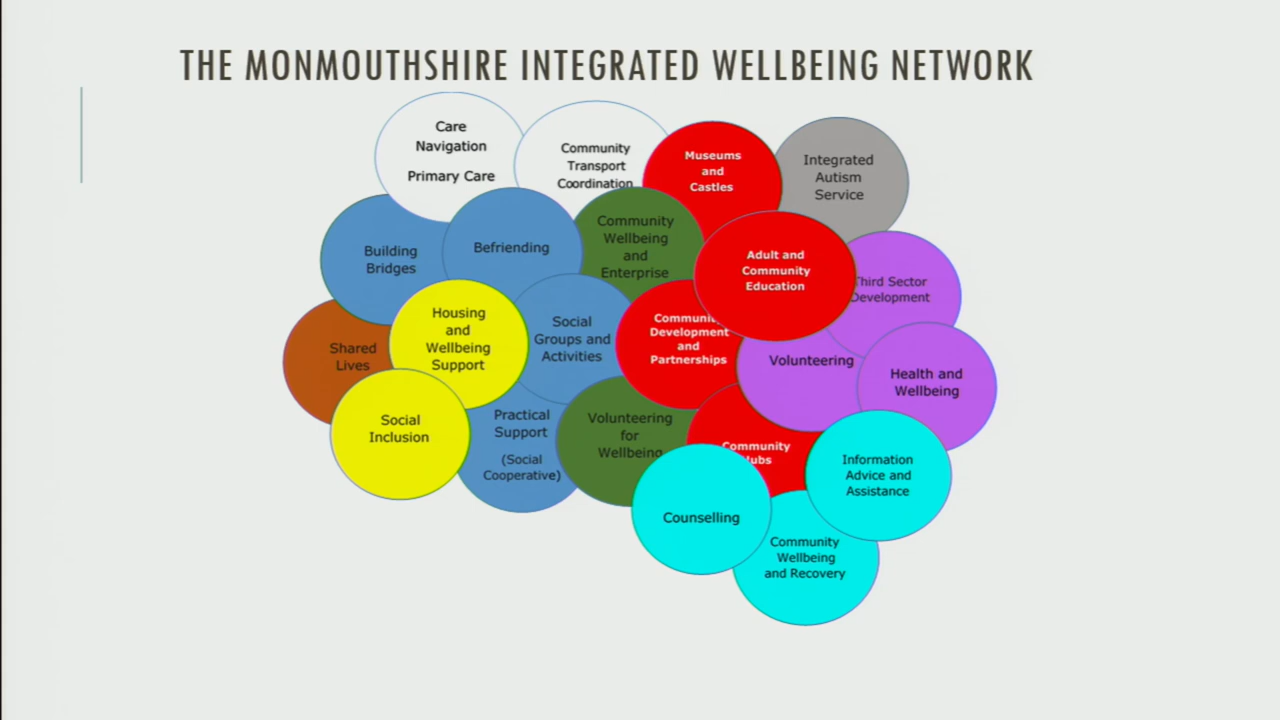 THE MONMOUTHSHIRE INTEGRATED WELLBEING NETWORK
Care
Navigation
Primary Care
Community
Transport
Coordination
Museums
and
Castles
Integrated
Autism
Service
Building
Bridges
Befriending
Community
Wellbeing
and
Enterprise
Adult and
Community
Education
Third Sector
Development
Shared
Lives
Housing
and
Wellbeing
Support
Social
Groups and
Activities
Community
Development
and
Partnerships
Volunteering
Health and
Wellbeing
Social
Inclusion
Practical
Support
(Social
Cooperative)
Volunteering
for
Wellbeing
Community
Hubs
Information
Advice and
Assistance
Counselling
Community
Wellbeing
and Recovery